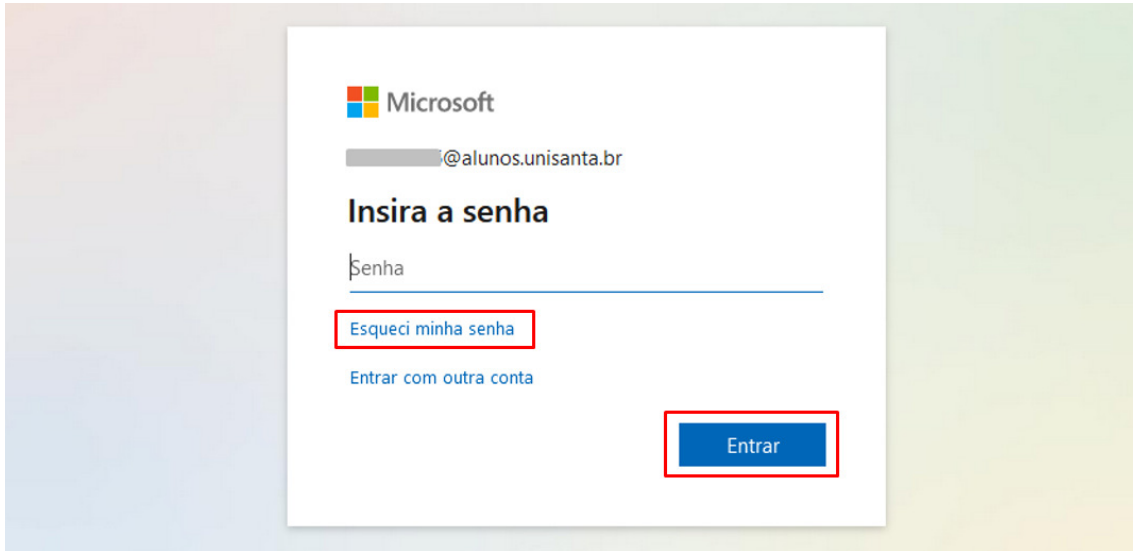 Microsoft
@alunos.unisanta.br
Insira a senha
Senha
Esqueci minha senha
Entrar com outra conta
Entrar